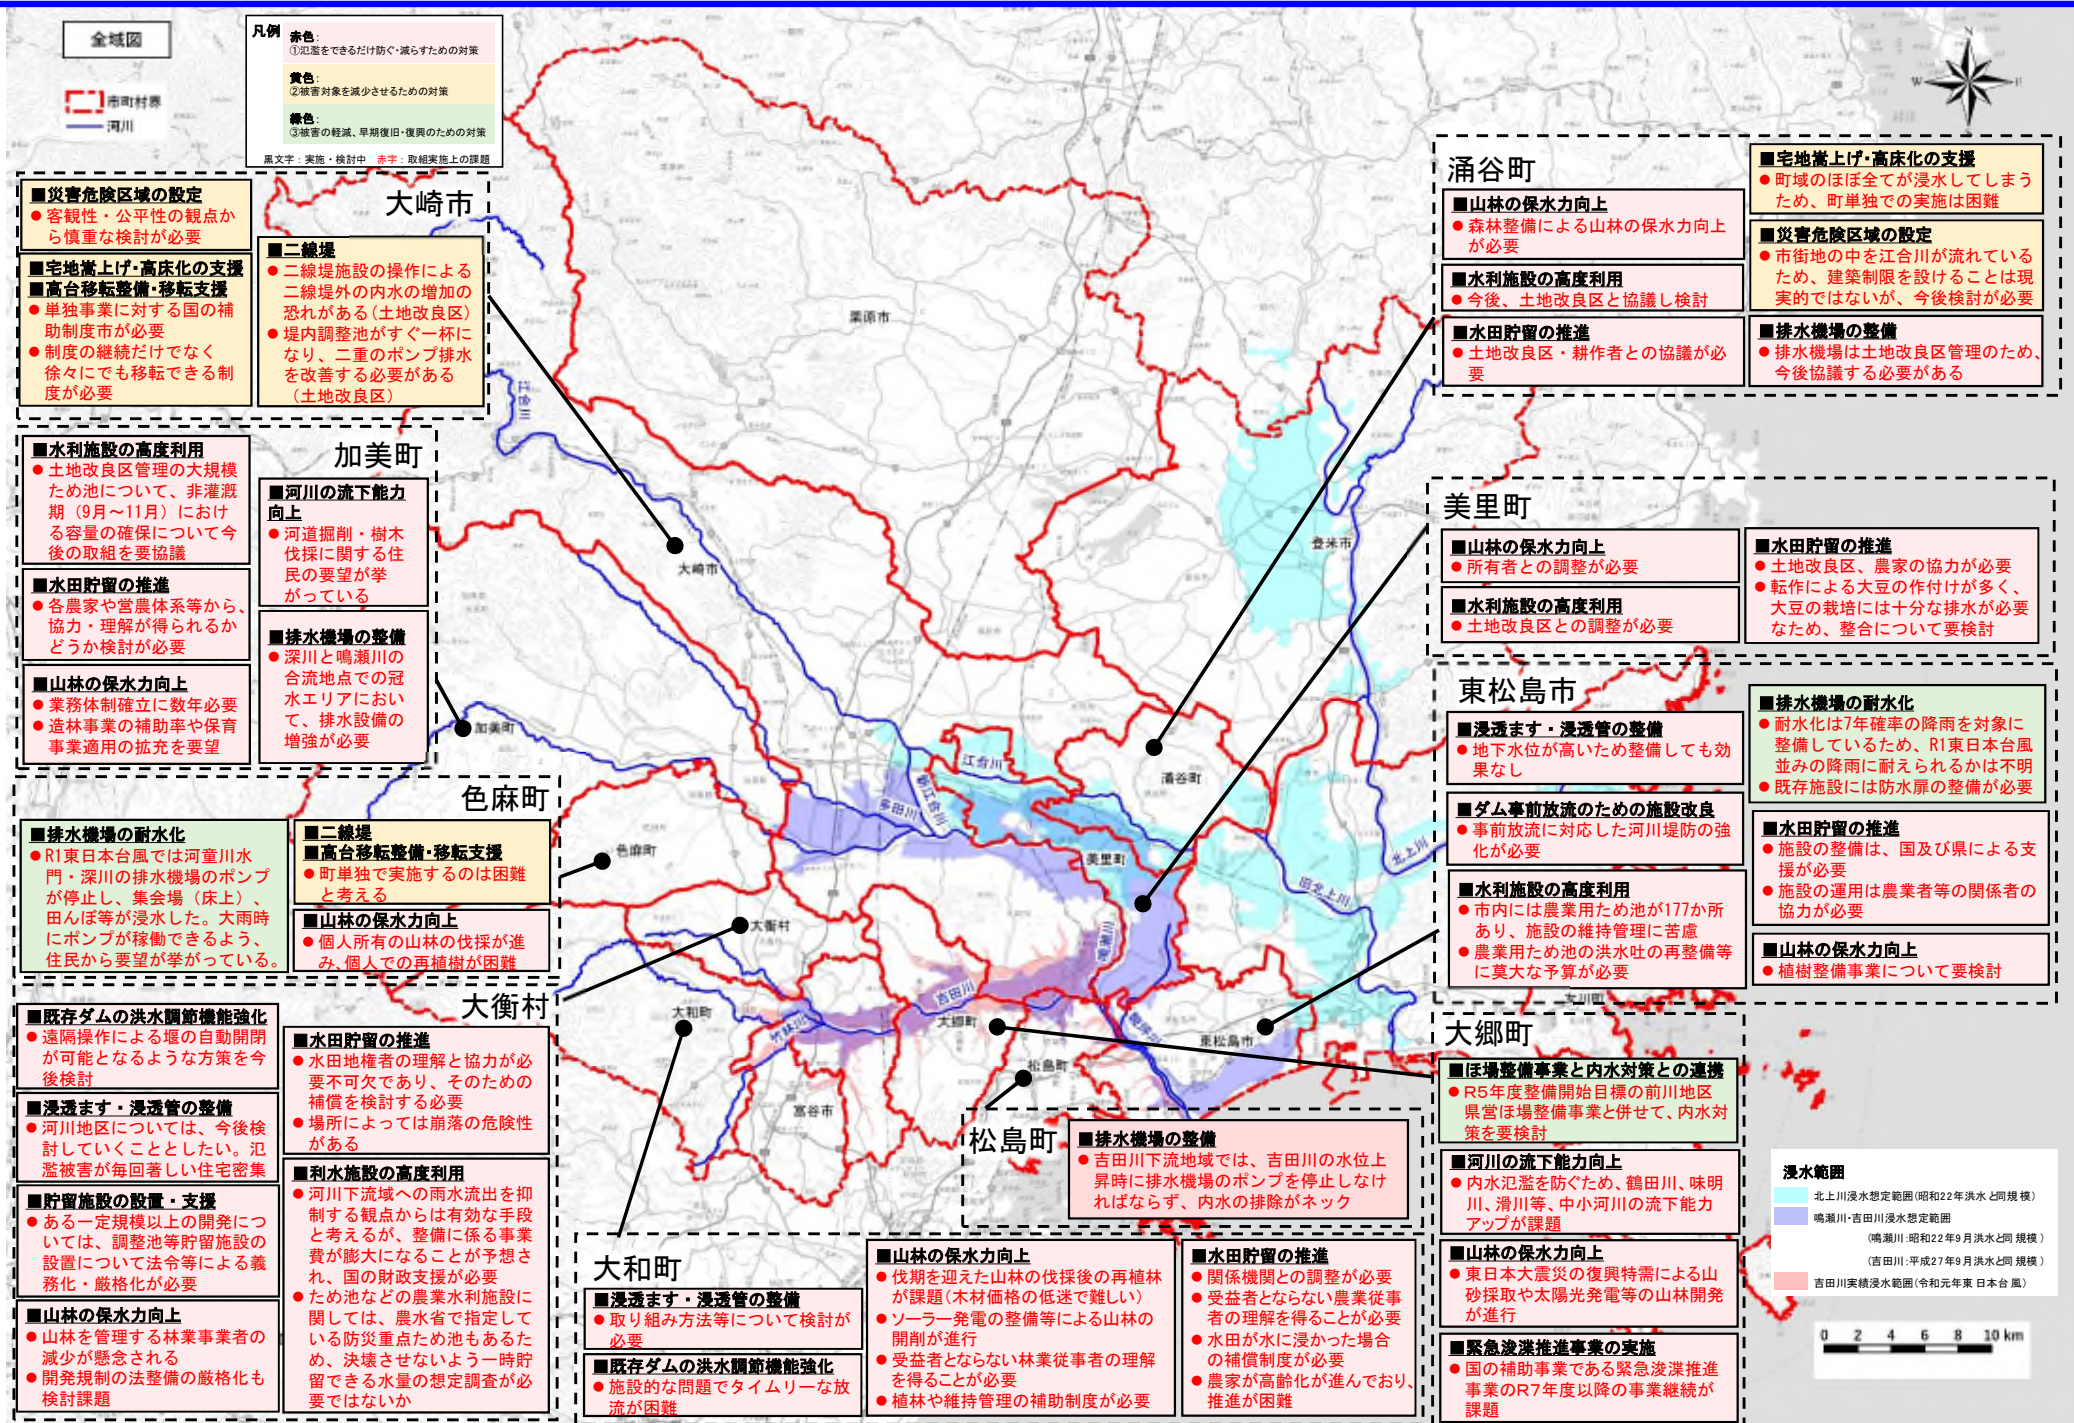 全域図
市町村界
河川
凡例
赤色:
①氾濫をできるだけ防ぐ・減らすための対策
黄色:
②被害対象を減少させるための対策
緑色:
③被害の軽減、早期復旧・復興のための対策
黒文字：実施・検討中 赤字：取組実施上の課題
大崎市
■災害危険区域の設定
●客観性・公平性の観点か
ら慎重な検討が必要
■宅地嵩上げ・高床化の支援
■高台移転整備・移転支援
●単独事業に対する国の補
助制度市が必要
●制度の継続だけでなく
徐々にでも移転できる制
度が必要
■二線堤
●二線堤施設の操作による
二線堤外の内水の増加の
恐れがある（土地改良区）
●堤内調整池がすぐ一杯に
なり、二重のポンプ排水
を改善する必要がある
（土地改良区）
加美町
■水利施設の高度利用
●土地改良区管理の大規模
ため池について、非灌漑
期（9月～11月）におけ
る容量の確保について今
後の取組を要協議
■水田貯留の推進
●各農家や営農体系等から、
協力・理解が得られるか
どうか検討が必要
■山林の保水力向上
●業務体制確立に数年必要
●造林事業の補助率や保育
事業適用の拡充を要望
■河川の流下能力
向上
●河道掘削・樹木
伐採に関する住
民の要望が挙
がっている
■排水機場の整備
●深川と鳴瀬川の
合流地点での冠
水エリアにおい
て、排水設備の
増強が必要
色麻町
■排水機場の耐水化
●R1東日本台風では河童川水
門・深川の排水機場のポンプ
が停止し、集会場（床上）、
田んぼ等が浸水した。大雨時
にポンプが稼働できるよう、
住民から要望が挙がっている。
■二線堤
■高台移転整備・移転支援
●町単独で実施するのは困難
と考える
■山林の保水力向上
●個人所有の山林の伐採が進
み、個人での再植樹が困難
大衡村
■既存ダムの洪水調節機能強化
●遠隔操作による堰の自動開閉
が可能となるような方策を今
後検討
■浸透ます・浸透管の整備
●河川地区については、今後検
討していくこととしたい。氾
濫被害が毎回著しい住宅密集
■貯留施設の設置・支援
●ある一定規模以上の開発につ
いては、調整池等貯留施設の
設置について法令等による義
務化・厳格化が必要
■山林の保水力向上
●山林を管理する林業事業者の
減少が懸念される
●開発規制の法整備の厳格化も
検討課題
■水田貯留の推進
●水田地権者の理解と協力が必
要不可欠であり、そのための
補償を検討する必要
●場所によっては崩落の危険性
がある
■利水施設の高度利用
●河川下流域への雨水流出を抑
制する観点からは有効な手段
と考えるが、整備に係る事業
費が膨大になることが予想さ
れ、国の財政支援が必要
●ため池などの農業水利施設に
関しては、農水省で指定して
いる防災重点ため池もあるた
め、決壊させないよう一時貯
留できる水量の想定調査が必
要ではないか
大和町
■浸透ます・浸透管の整備
●取り組み方法等について検討が
必要
■既存ダムの洪水調節機能強化
●施設的な問題でタイムリーな放
流が困難
■山林の保水力向上
●伐期を迎えた山林の伐採後の再植林
が課題（木材価格の低迷で難しい）
●ソーラー発電の整備等による山林の
開削が進行
●受益者とならない林業従事者の理解
を得ることが必要
●植林や維持管理の補助制度が必要
■水田貯留の推進
●関係機関との調整が必要
●受益者とならない農業従事
者の理解を得ることが必要
●水田が水に浸かった場合
の補償制度が必要
●農家が高齢化が進んでおり、
推進が困難
松島町
■排水機場の整備
●吉田川下流地域では、吉田川の水位上
昇時に排水機場のポンプを停止しなけ
ればならず、内水の排除がネック
涌谷町
■山林の保水力向上
●森林整備による山林の保水力向上
が必要
■水利施設の高度利用
●今後、土地改良区と協議し検討
■水田貯留の推進
●土地改良区・耕作者との協議が必
要
■宅地嵩上げ・高床化の支援
●町域のほぼ全てが浸水してしまう
ため、町単独での実施は困難
■災害危険区域の設定
●市街地の中を江合川が流れている
ため、建築制限を設けることは現
実的ではないが、今後検討が必要
■排水機場の整備
●排水機場は土地改良区管理のため、
今後協議する必要がある
美里町
■山林の保水力向上
●所有者との調整が必要
■水利施設の高度利用
●土地改良区との調整が必要
■水田貯留の推進
●土地改良区、農家の協力が必要
●転作による大豆の作付けが多く、
大豆の栽培には十分な排水が必要
なため、整合について要検討
東松島市
■浸透ます・浸透管の整備
●地下水位が高いため整備しても効
果なし
■ダム事前放流のための施設改良
●事前放流に対応した河川堤防の強
化が必要
■水利施設の高度利用
●市内には農業用ため池が177か所
あり、施設の維持管理に苦慮
●農業用ため池の洪水吐の再整備等
に莫大な予算が必要
■排水機場の耐水化
●耐水化は7年確率の降雨を対象に
整備しているため、R1東日本台風
並みの降雨に耐えられるかは不明
●既存施設には防水扉の整備が必要
■水田貯留の推進
●施設の整備は、国及び県による支
援が必要
●施設の運用は農業者等の関係者の
協力が必要
■山林の保水力向上
●植樹整備事業について要検討
大郷町
■ほ場整備事業と内水対策との連携
●R5年度整備開始目標の前川地区
県営ほ場整備事業と併せて、内水対
策を要検討
■河川の流下能力向上
●内水氾濫を防ぐため、鶴田川、味明
川、滑川等、中小河川の流下能力
アップが課題
■山林の保水力向上
●東日本大震災の復興特需による山
砂採取や太陽光発電等の山林開発
が進行
■緊急浚渫推進事業の実施
●国の補助事業である緊急浚渫推進
事業のR7年度以降の事業継続が
課題
浸水範囲
北上川浸水想定範囲（昭和22年洪水と同規模）
鳴瀬川・吉田川浸水想定範囲
（鳴瀬川：昭和22年9月洪水と同規模）
（吉田川：平成27年9月洪水と同規模）
吉田川実績浸水範囲（令和元年東日本台風）
0 2 4 6 8 10 km
N
W
E
栗原市
登米市
大崎市
加美町
色麻町
大衡村
大和町
富谷市
大郷町
松島町
東松島市
美里町
涌谷町
江合川
江合川
新江合川
多田川
鳴瀬川
吉田川
竹林川
旧北上川
北上川